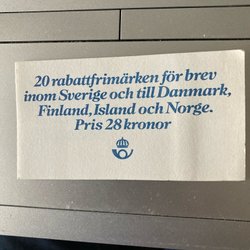 20 rabattfrimärken för brev
inom Sverige och till Danmark,
Finland, Island och Norge.
Pris 28 kronor